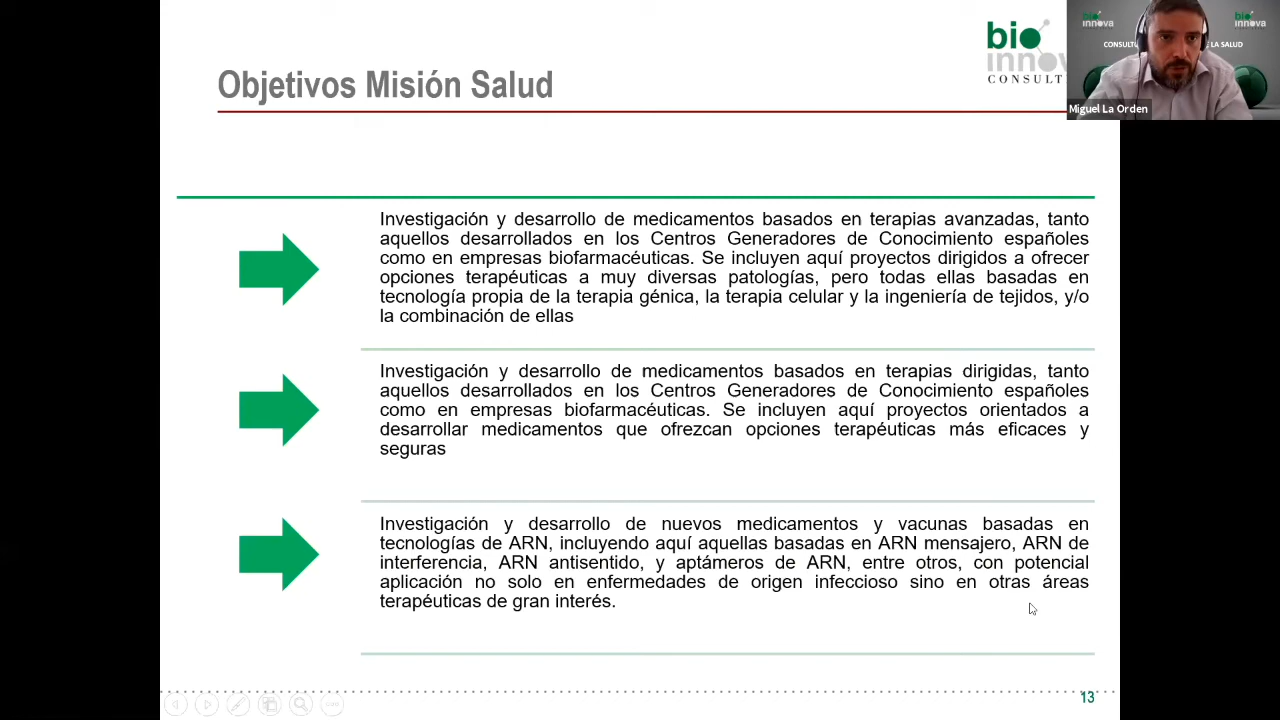 Objetivos Misión Salud
bio
innov
CONSULT
bio
innova
CONSULT
E LA SALUD
bio
innova
Miguel La Orden
Investigación y desarrollo de medicamentos basados en terapias avanzadas, tanto
aquellos desarrollados en los Centros Generadores de Conocimiento españoles
como en empresas biofarmacéuticas. Se incluyen aquí proyectos dirigidos a ofrecer
opciones terapéuticas a muy diversas patologías, pero todas ellas basadas en
tecnología propia de la terapia génica, la terapia celular y la ingeniería de tejidos, y/o
la combinación de ellas
Investigación y desarrollo de medicamentos basados en terapias dirigidas, tanto
aquellos desarrollados en los Centros Generadores de Conocimiento españoles
como en empresas biofarmacéuticas. Se incluyen aquí proyectos orientados a
desarrollar medicamentos que ofrezcan opciones terapéuticas más eficaces y
seguras
Investigación y desarrollo de nuevos medicamentos y vacunas basadas en
tecnologías de ARN, incluyendo aquí aquellas basadas en ARN mensajero, ARN de
interferencia, ARN antisentido, y aptámeros de ARN, entre otros, con potencial
aplicación no solo en enfermedades de origen infeccioso sino en otras áreas
terapéuticas de gran interés.
13